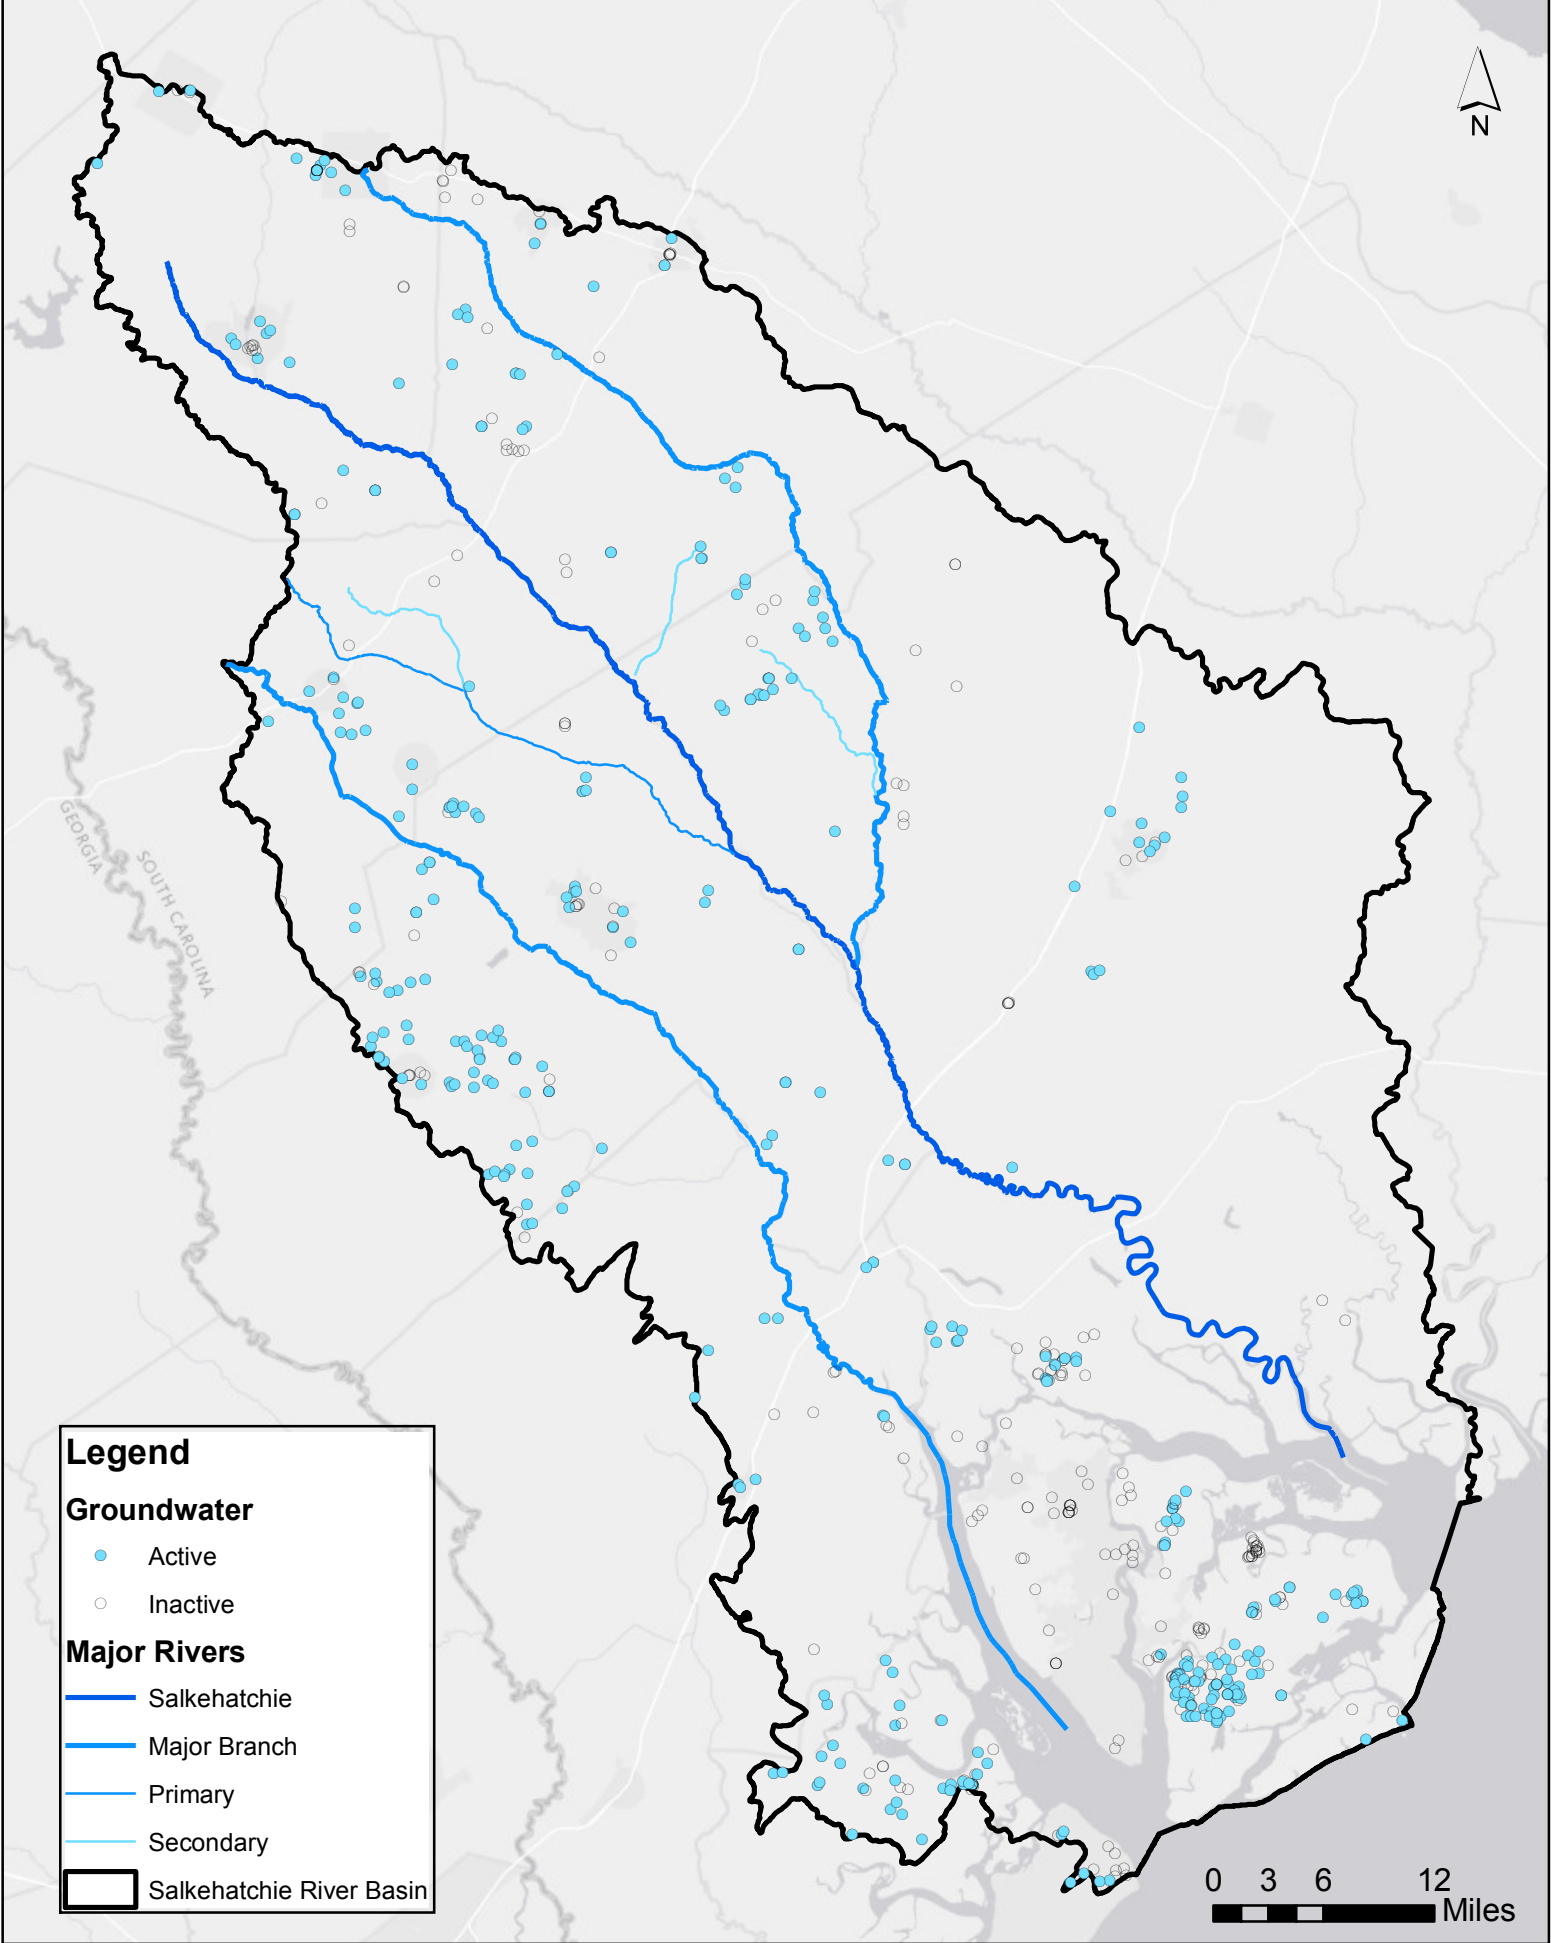 N
GEORGIA
SOUTH CAROLINA
Legend
Groundwater
Active
Inactive
Major Rivers
Salkehatchie
Major Branch
Primary
Secondary
Salkehatchie River Basin
0 3 6 12
Miles